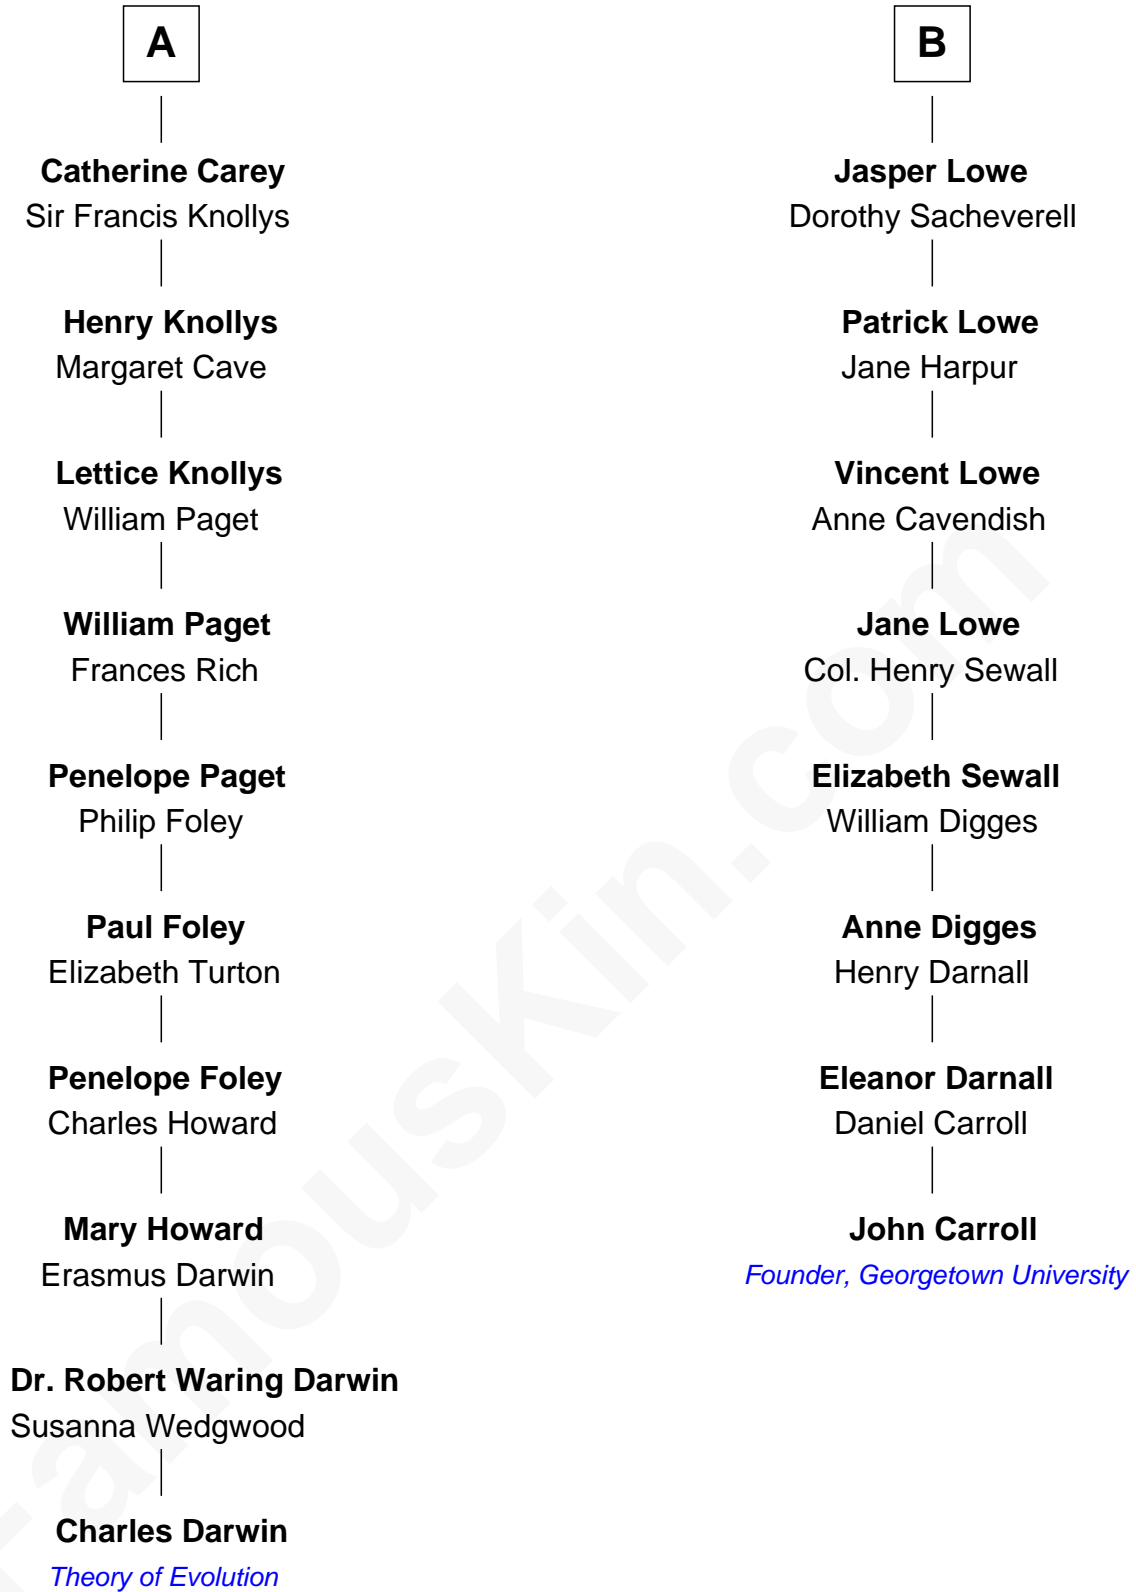 A
Catherine Carey
Sir Francis Knollys
Henry Knollys
Margaret Cave
Lettice Knollys
William Paget
William Paget
Frances Rich
Penelope Paget
Philip Foley
Paul Foley
Elizabeth Turton
Penelope Foley
Charles Howard
Mary Howard
Erasmus Darwin
Dr. Robert Waring Darwin
Susanna Wedgwood
Charles Darwin
Theory of Evolution
B
Jasper Lowe
Dorothy Sacheverell
Patrick Lowe
Jane Harpur
Vincent Lowe
Anne Cavendish
Jane Lowe
Col. Henry Sewall
Elizabeth Sewall
William Digges
Anne Digges
Henry Darnall
Eleanor Darnall
Daniel Carroll
John Carroll
Founder, Georgetown University
FamousKin.com